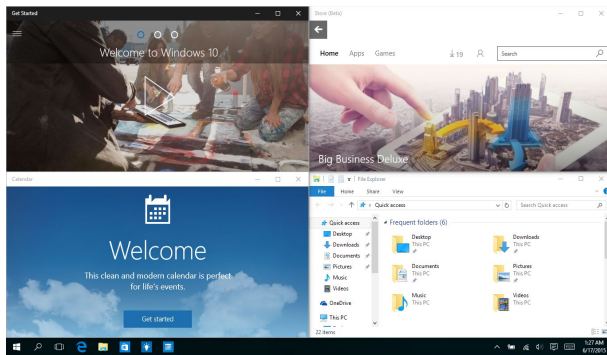 Get Started
Welcome to Windows 10
Store (Beta)
Home Apps Games 19 Search
Big Business Deluxe
Calendar
Welcome
This clean and modern calendar is perfect
for life's events.
Get started
File Explorer
File Home Share View
Quick access Search Quick access
Quick access
Desktop
Downloads
Documents
Pictures
Music
Videos
OneDrive
This PC
22 items
Frequent folders (6)
Desktop
This PC
Downloads
This PC
Documents
This PC
Pictures
This PC
Music
This PC
Videos
This PC
1:27 AM
6/17/2015